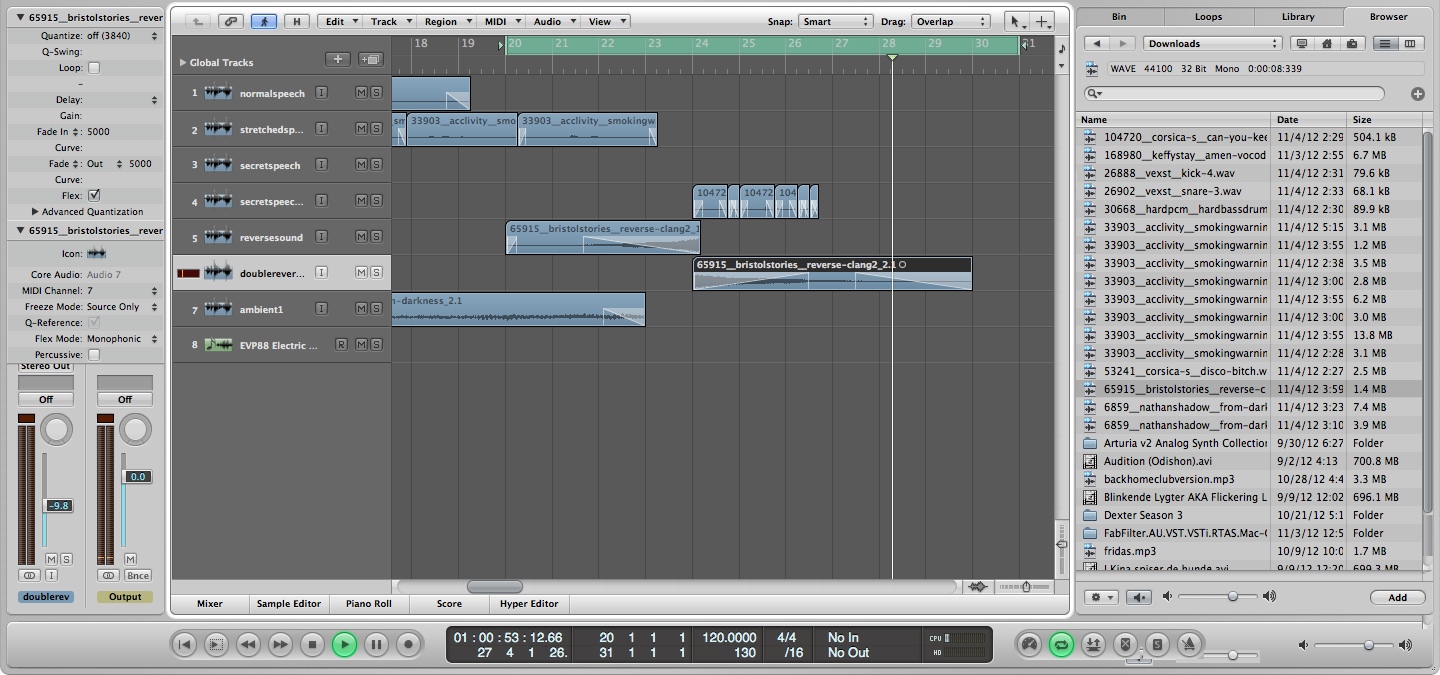 65915__bristolstories__rever
Quantize: off (3840)
Q-Swing:
Loop:
Delay:
Gain:
Fade In: 5000
Curve:
Fade: Out 5000
Curve:
Flex:
Advanced Quantization
65915__bristolstories__rever
Icon:
Core Audio: Audio 7
MIDI Channel: 7
Freeze Mode: Source Only
Q-Reference:
Flex Mode: Monophonic
Percussive:
Stereo Out
Off Off
-9.8 0.0
M S M
I Bnce
doublerev Output
H Edit Track Region MIDI Audio View Snap: Smart Drag: Overlap
18 19 20 21 22 23 24 25 26 27 28 29 30 31
Global Tracks
1 normalspeech I M S
2 stretchedsp... I M S
sm 33903__acclivity__smo 33903__acclivity__smokingw
3 secretspeech I M S
4 secretspeec... I M S
10472 10472 104
5 reversesound I M S
65915__bristolstories__reverse-clang2_1
doublerever... I M S
65915__bristolstories__reverse-clang2_2.1
7 ambient1 I M S
n-darkness_2.1
8 EVP88 Electric ... R M S
Mixer Sample Editor Piano Roll Score Hyper Editor
Bin Loops Library Browser
Downloads
WAVE 44100 32 Bit Mono 0:00:08:339
Name Date Size
104720__corsica-s__can-you-kee 11/4/12 2:29 504.1 kB
168980__keffystay__amen-vocod 11/3/12 2:55 6.7 MB
26888__vexst__kick-4.wav 11/4/12 2:31 79.6 kB
26902__vexst__snare-3.wav 11/4/12 2:33 68.1 kB
30668__hardpcm__hardbassdrum 11/4/12 2:30 89.9 kB
33903__acclivity__smokingwarnin 11/4/12 5:15 3.1 MB
33903__acclivity__smokingwarnin 11/4/12 3:55 1.2 MB
33903__acclivity__smokingwarnin 11/4/12 2:38 3.5 MB
33903__acclivity__smokingwarnin 11/4/12 3:00 2.8 MB
33903__acclivity__smokingwarnin 11/4/12 3:55 6.2 MB
33903__acclivity__smokingwarnin 11/4/12 3:00 3.0 MB
33903__acclivity__smokingwarnin 11/4/12 3:55 13.8 MB
33903__acclivity__smokingwarnin 11/4/12 2:28 3.1 MB
53241__corsica-s__disco-bitch.w 11/4/12 2:27 2.5 MB
65915__bristolstories__reverse-c 11/4/12 3:59 1.4 MB
6859__nathanshadow__from-dark 11/4/12 3:23 7.4 MB
6859__nathanshadow__from-dark 11/4/12 3:10 3.9 MB
Arturia v2 Analog Synth Collection 9/30/12 6:27 Folder
Audition (Odishon).avi 9/2/12 4:13 700.8 MB
backhomeclubversion.mp3 10/28/12 4:4 3.3 MB
Blinkende Lygter AKA Flickering L 9/9/12 12:02 696.1 MB
Dexter Season 3 10/21/12 5:1 Folder
FabFilter.AU.VST.VSTi.RTAS.Mac-( 11/3/12 12:5 Folder
fridas.mp3 10/9/12 10:0 1.7 MB
I Kina spiser de hunde.avi 9/9/12 12:20 699.3 MB
Add
01 : 00 : 53 : 12.66 20 1 1 1 120.0000 4/4 No In CPU
27 4 1 26. 31 1 1 1 130 /16 No Out HD